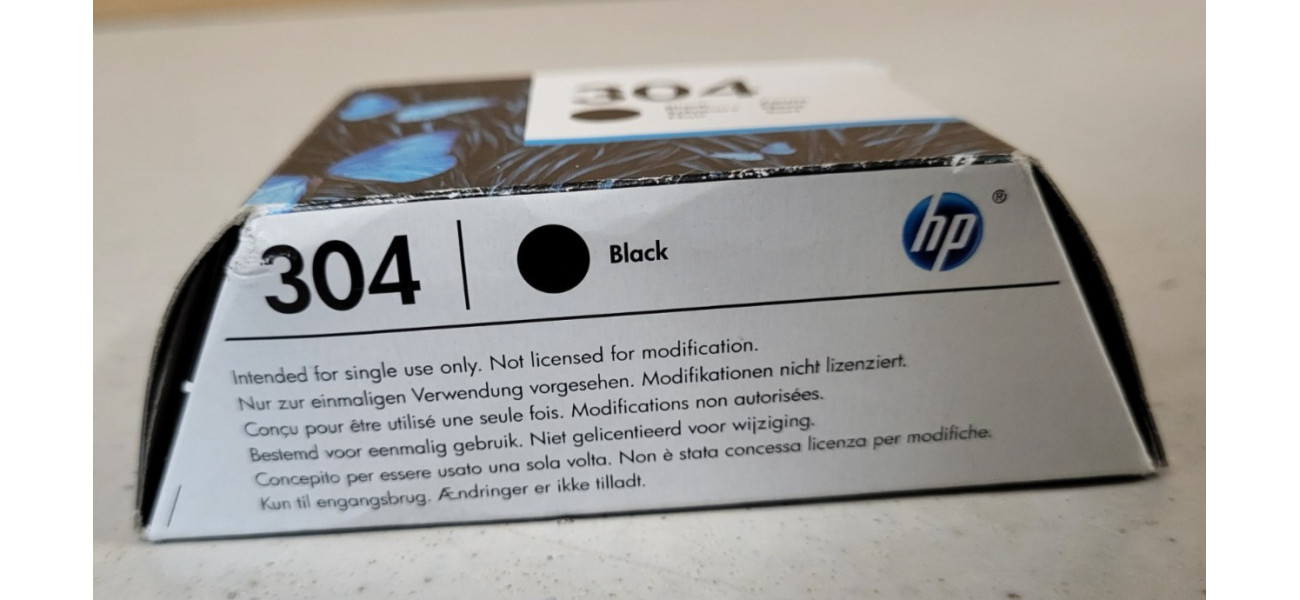 304
304
Black
hp®
Intended for single use only. Not licensed for modification.
Nur zur einmaligen Verwendung vorgesehen. Modifikationen nicht lizenziert.
Conçu pour être utilisé une seule fois. Modifications non autorisées.
Bestemd voor eenmalig gebruik. Niet gelicentieerd voor wijziging.
Concepito per essere usato una sola volta. Non è stata concessa licenza per modifiche.
Kun til engangsbrug. Ændringer er ikke tilladt.